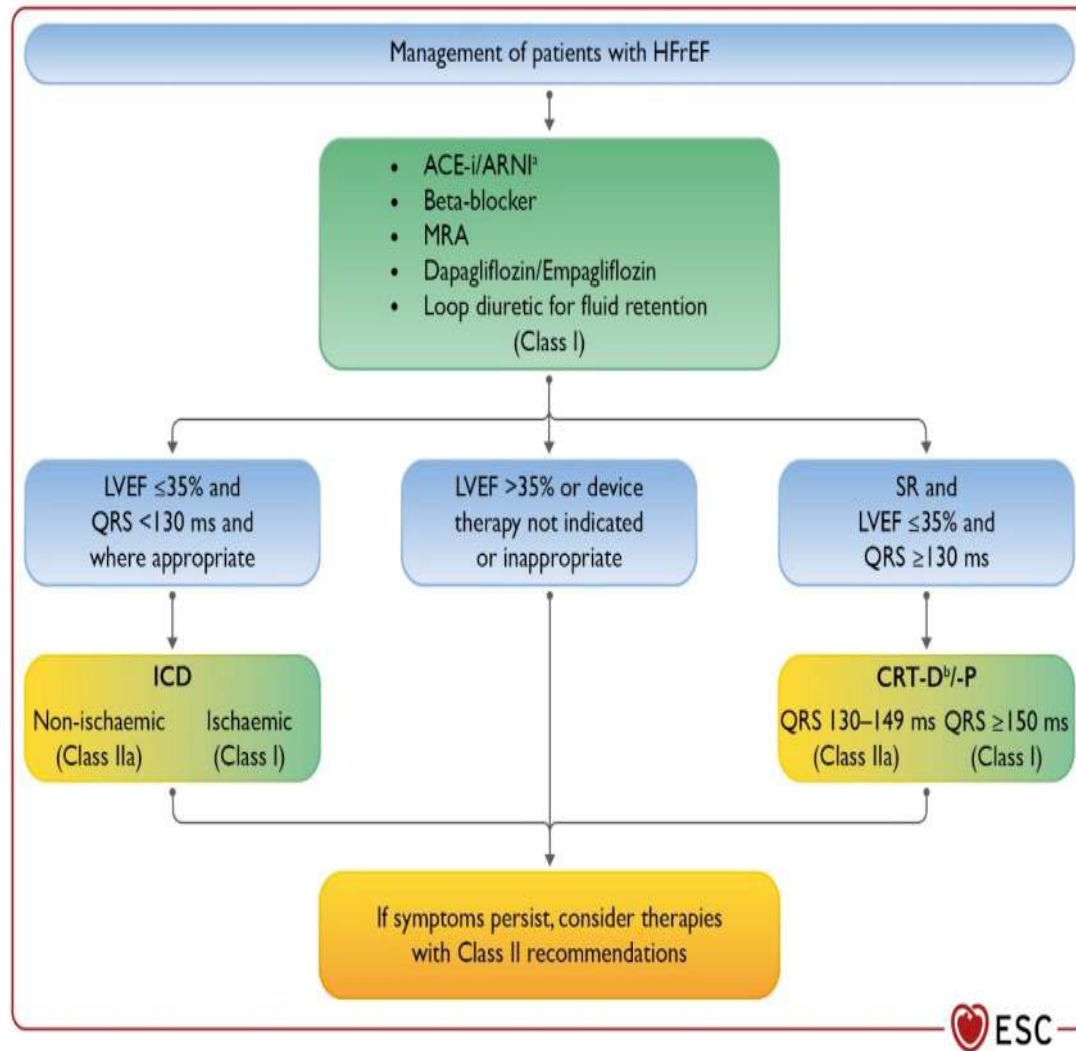 Management of patients with HFrEF
• ACE-i/ARNIᵃ
• Beta-blocker
• MRA
• Dapagliflozin/Empagliflozin
• Loop diuretic for fluid retention
(Class I)
LVEF ≤35% and
QRS <130 ms and
where appropriate
LVEF >35% or device
therapy not indicated
or inappropriate
SR and
LVEF ≤35% and
QRS ≥130 ms
ICD
Non-ischaemic
(Class IIa)
Ischaemic
(Class I)
CRT-Dᵇ/-P
QRS 130–149 ms
(Class IIa)
QRS ≥150 ms
(Class I)
If symptoms persist, consider therapies
with Class II recommendations
ESC